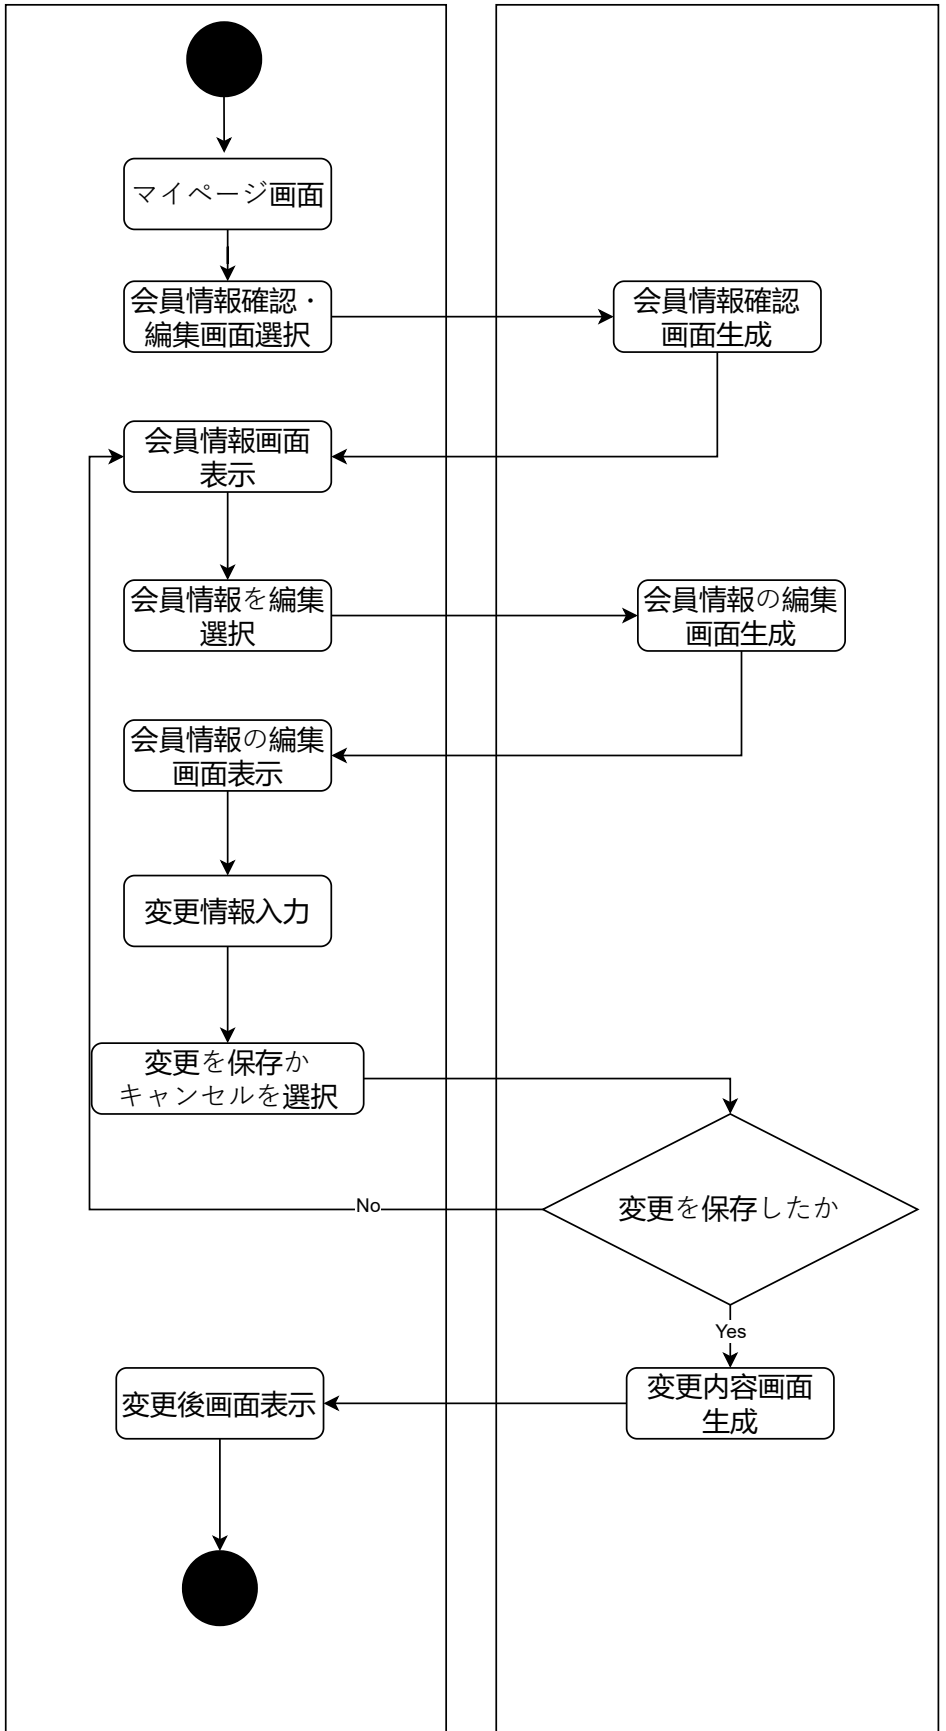 マイページ画面
会員情報確認・
編集画面選択
会員情報確認
画面生成
会員情報画面
表示
会員情報を編集
選択
会員情報の編集
画面生成
会員情報の編集
画面表示
変更情報入力
変更を保存か
キャンセルを選択
変更を保存したか
No
Yes
変更内容画面
生成
変更後画面表示